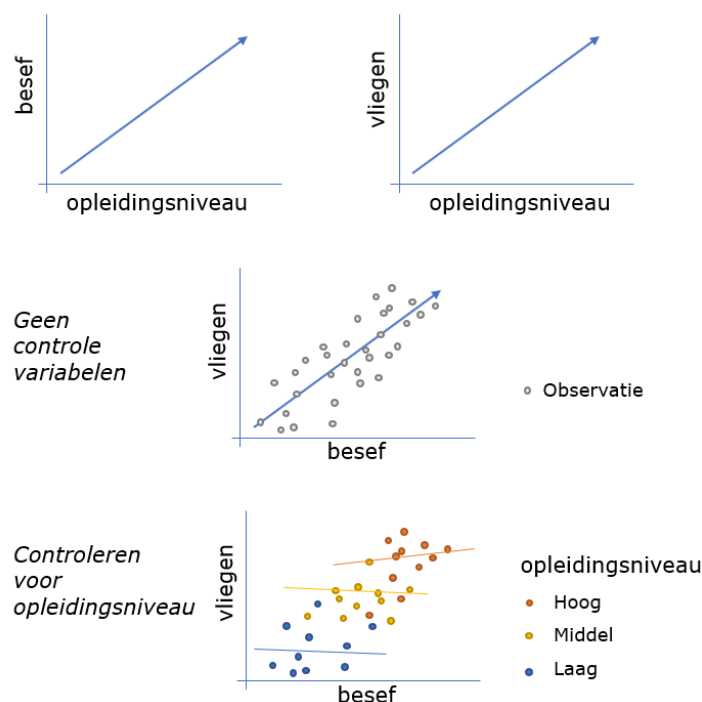 besef
opleidingsniveau
vliegen
opleidingsniveau
Geen
controle
variabelen
vliegen
besef
Observatie
Controleren
voor
opleidingsniveau
vliegen
besef
opleidingsniveau
Hoog
Middel
Laag